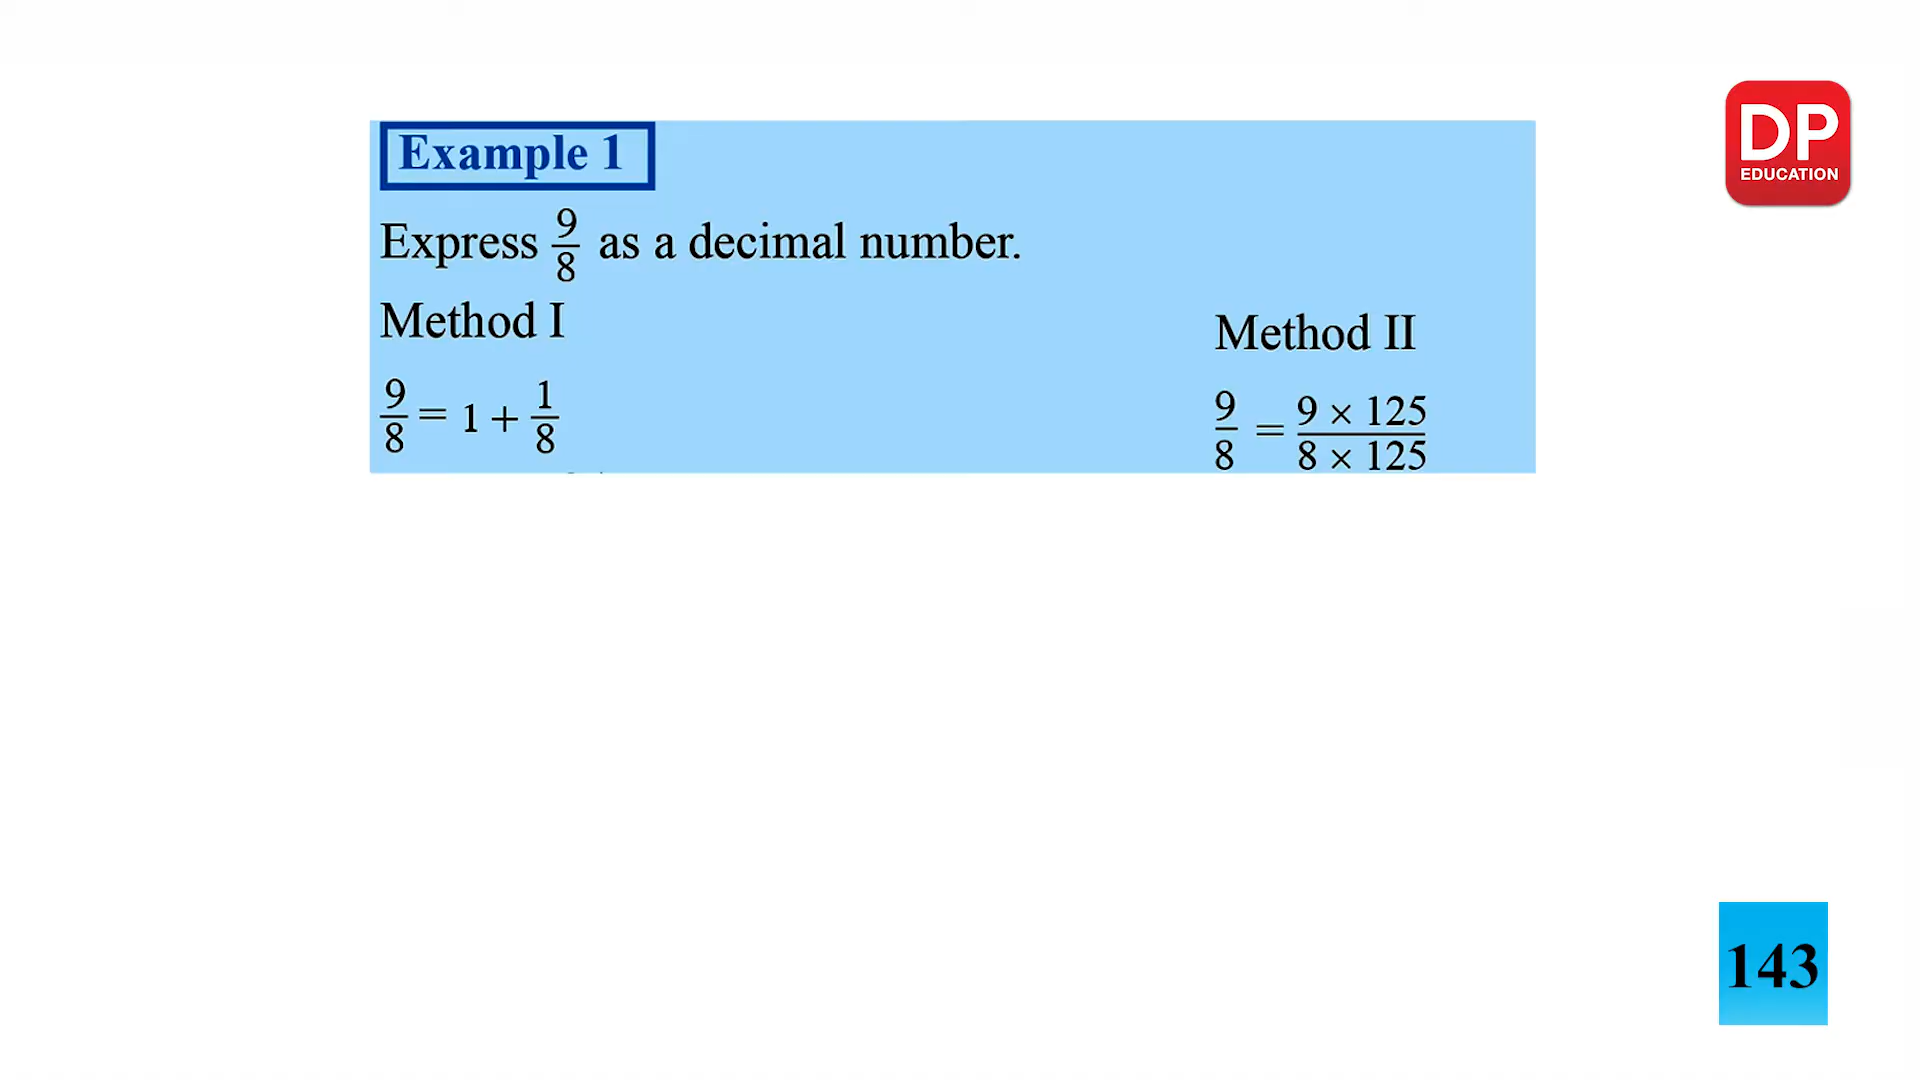 DP
EDUCATION
Example 1
Express 9/8 as a decimal number.
Method I
9/8 = 1 + 1/8
Method II
9/8 = 9 × 125 / 8 × 125
143